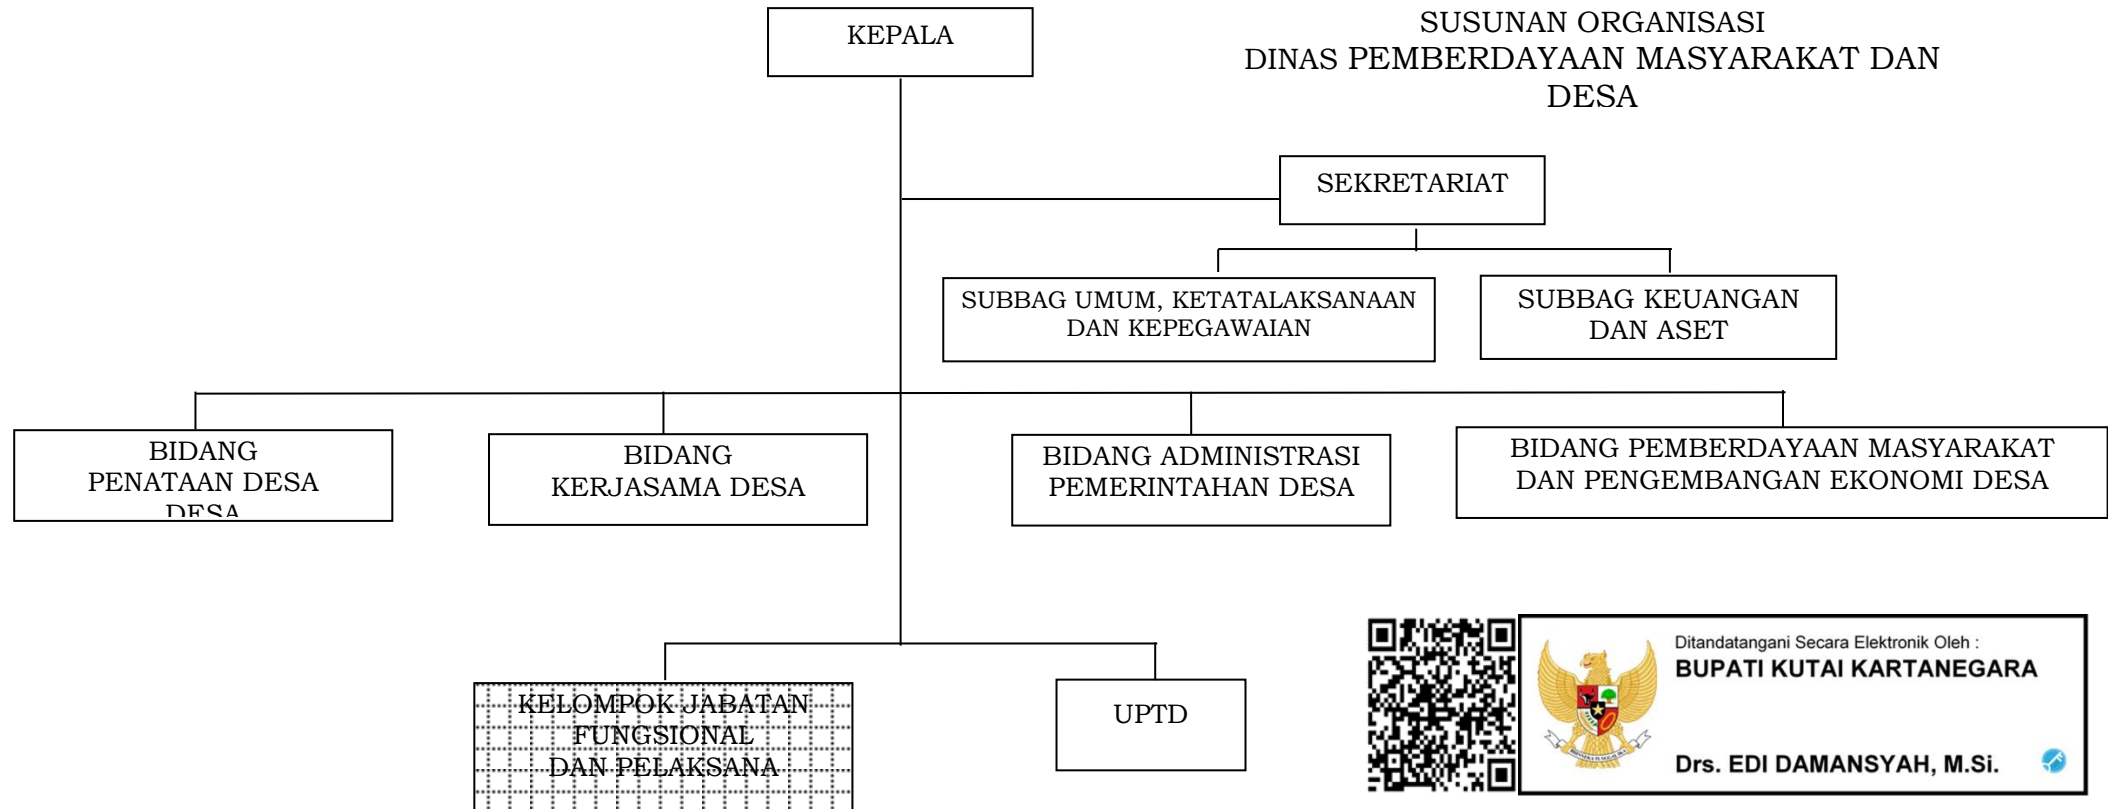 KEPALA
SUSUNAN ORGANISASI
DINAS PEMBERDAYAAN MASYARAKAT DAN
DESA
SEKRETARIAT
SUBBAG UMUM, KETATALAKSANAAN
DAN KEPEGAWAIAN
SUBBAG KEUANGAN
DAN ASET
BIDANG
PENATAAN DESA
DESA
BIDANG
KERJASAMA DESA
BIDANG ADMINISTRASI
PEMERINTAHAN DESA
BIDANG PEMBERDAYAAN MASYARAKAT
DAN PENGEMBANGAN EKONOMI DESA
KELOMPOK JABATAN
FUNGSIONAL
DAN PELAKSANA
UPTD
Ditandatangani Secara Elektronik Oleh :
BUPATI KUTAI KARTANEGARA
Drs. EDI DAMANSYAH, M.Si.